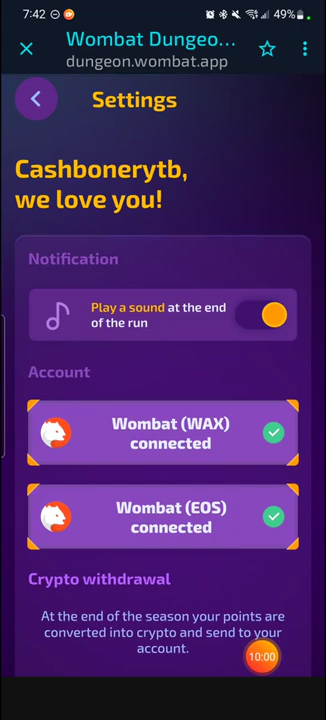 7:42
49%
Wombat Dungeo...
dungeon.wombat.app
Settings
Cashbonerytb,
we love you!
Notification
Play a sound at the end
of the run
Account
Wombat (WAX)
connected
Wombat (EOS)
connected
Crypto withdrawal
At the end of the season your points are
converted into crypto and send to your
account.
10:00